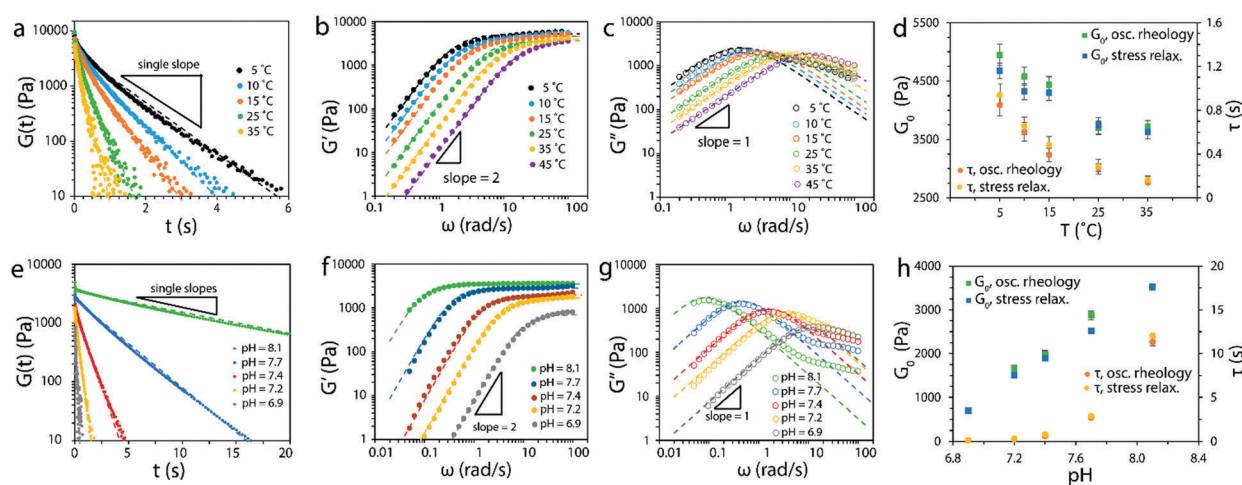 a
G(t) (Pa)
10000
1000
100
10
0 2 4 6
t (s)
single slope
5 ˚C
10 ˚C
15 ˚C
25 ˚C
35 ˚C
b
G′ (Pa)
10000
1000
100
10
1
0.1 1 10 100
ω (rad/s)
5 ˚C
10 ˚C
15 ˚C
25 ˚C
35 ˚C
45 ˚C
slope = 2
c
G″ (Pa)
10000
1000
100
10
1
0.1 1 10 100
ω (rad/s)
slope = 1
5 ˚C
10 ˚C
15 ˚C
25 ˚C
35 ˚C
45 ˚C
d
G₀ (Pa)
5500
4500
3500
2500
5 15 25 35
T (˚C)
1.6
1.2
0.8
0.4
0
τ (s)
G₀, osc. rheology
G₀, stress relax.
τ, osc. rheology
τ, stress relax.
e
G(t) (Pa)
10000
1000
100
10
0 5 10 15 20
t (s)
single slopes
pH = 8.1
pH = 7.7
pH = 7.4
pH = 7.2
pH = 6.9
f
G′ (Pa)
10000
1000
100
10
1
0.01 0.1 1 10 100
ω (rad/s)
pH = 8.1
pH = 7.7
pH = 7.4
pH = 7.2
pH = 6.9
slope = 2
g
G″ (Pa)
10000
1000
100
10
1
0.01 0.1 1 10 100
ω (rad/s)
slope = 1
pH = 8.1
pH = 7.7
pH = 7.4
pH = 7.2
pH = 6.9
h
G₀ (Pa)
4000
3000
2000
1000
0
6.8 7.2 7.6 8.0 8.4
pH
20
15
10
5
0
τ (s)
G₀, osc. rheology
G₀, stress relax.
τ, osc. rheology
τ, stress relax.